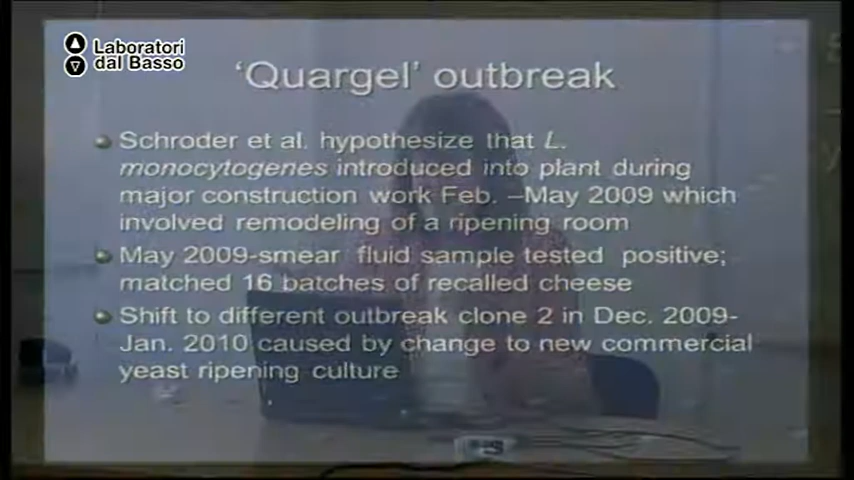 Laboratori
dal Basso
‘Quargel’ outbreak
Schroder et al. hypothesize that L.
monocytogenes introduced into plant during
major construction work Feb. –May 2009 which
involved remodeling of a ripening room
May 2009-smear fluid sample tested positive;
matched 16 batches of recalled cheese
Shift to different outbreak clone 2 in Dec. 2009-
Jan. 2010 caused by change to new commercial
yeast ripening culture